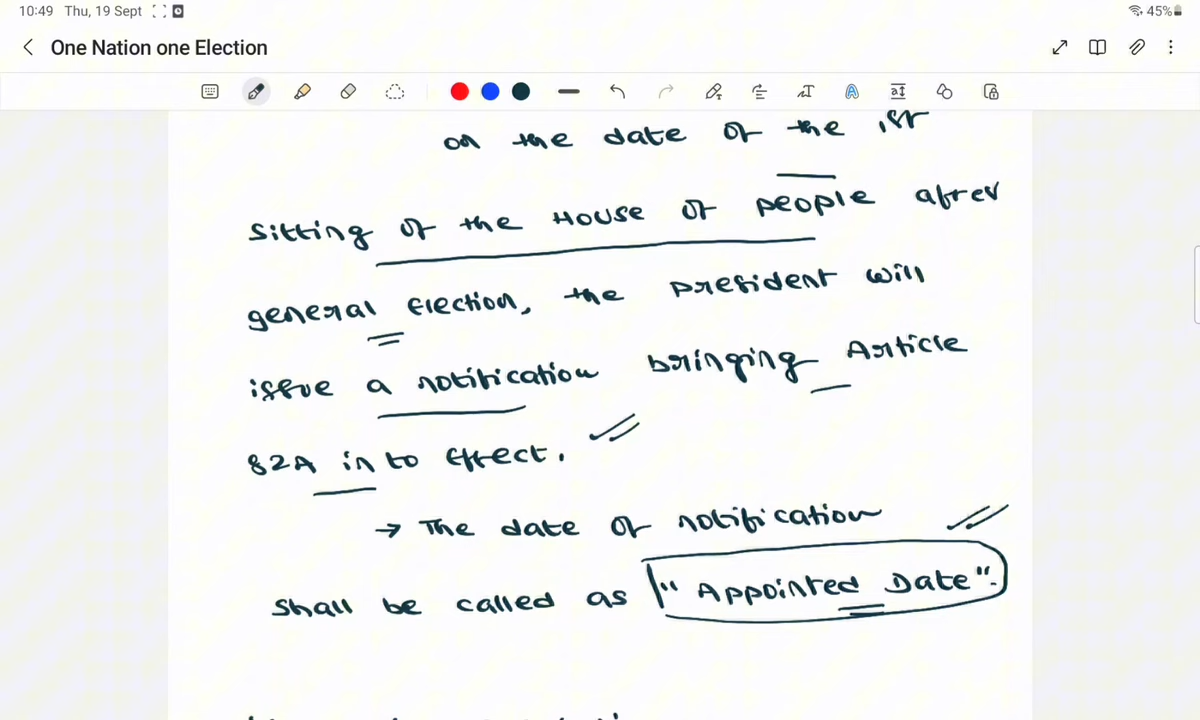 10:49 Thu, 19 Sept
45%
One Nation one Election
on the date of the 1st
Sitting of the House of people after
general Election, the president will
issue a notification bringing Article
82A in to Effect.
→ The date of notification
shall be called as "Appointed Date".